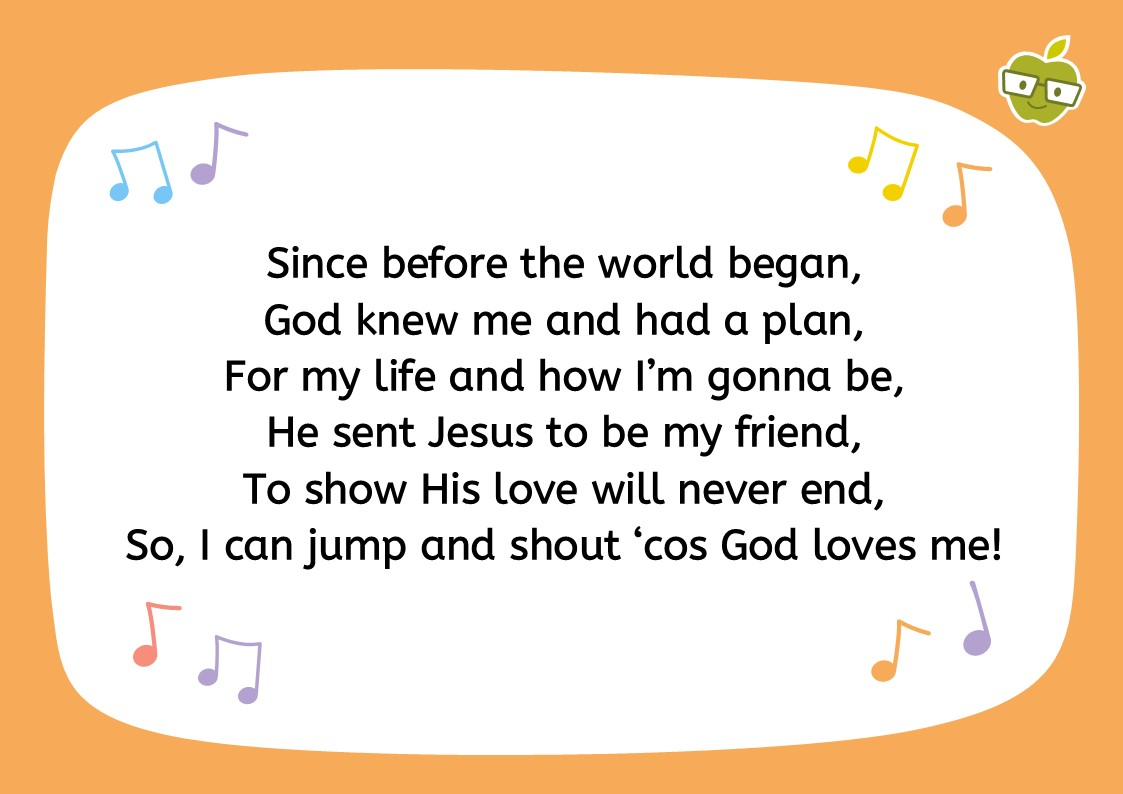 Since before the world began,
God knew me and had a plan,
For my life and how I’m gonna be,
He sent Jesus to be my friend,
To show His love will never end,
So, I can jump and shout ‘cos God loves me!